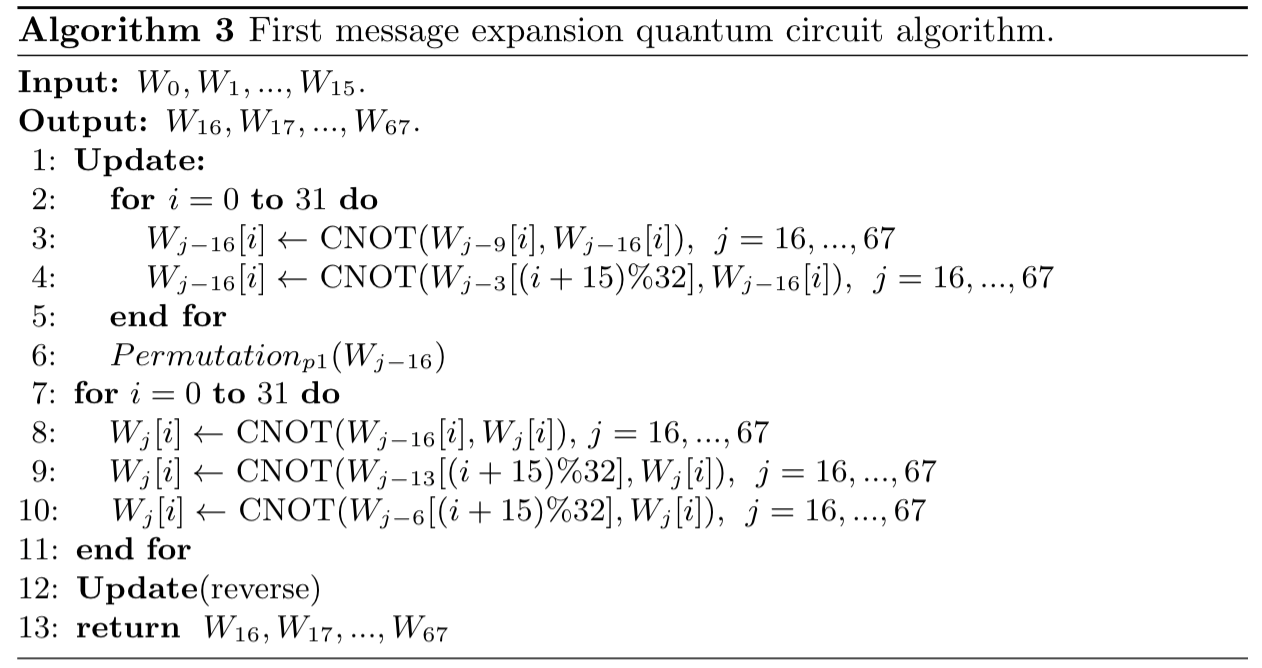 Algorithm 3 First message expansion quantum circuit algorithm.
Input: W₀, W₁, ..., W₁₅.
Output: W₁₆, W₁₇, ..., W₆₇.
1: Update:
2: for i = 0 to 31 do
3: Wⱼ₋₁₆[i] ← CNOT(Wⱼ₋₉[i], Wⱼ₋₁₆[i]), j = 16, ..., 67
4: Wⱼ₋₁₆[i] ← CNOT(Wⱼ₋₃[(i + 15)%32], Wⱼ₋₁₆[i]), j = 16, ..., 67
5: end for
6: Permutationₚ₁(Wⱼ₋₁₆)
7: for i = 0 to 31 do
8: Wⱼ[i] ← CNOT(Wⱼ₋₁₆[i], Wⱼ[i]), j = 16, ..., 67
9: Wⱼ[i] ← CNOT(Wⱼ₋₁₃[(i + 15)%32], Wⱼ[i]), j = 16, ..., 67
10: Wⱼ[i] ← CNOT(Wⱼ₋₆[(i + 15)%32], Wⱼ[i]), j = 16, ..., 67
11: end for
12: Update(reverse)
13: return W₁₆, W₁₇, ..., W₆₇